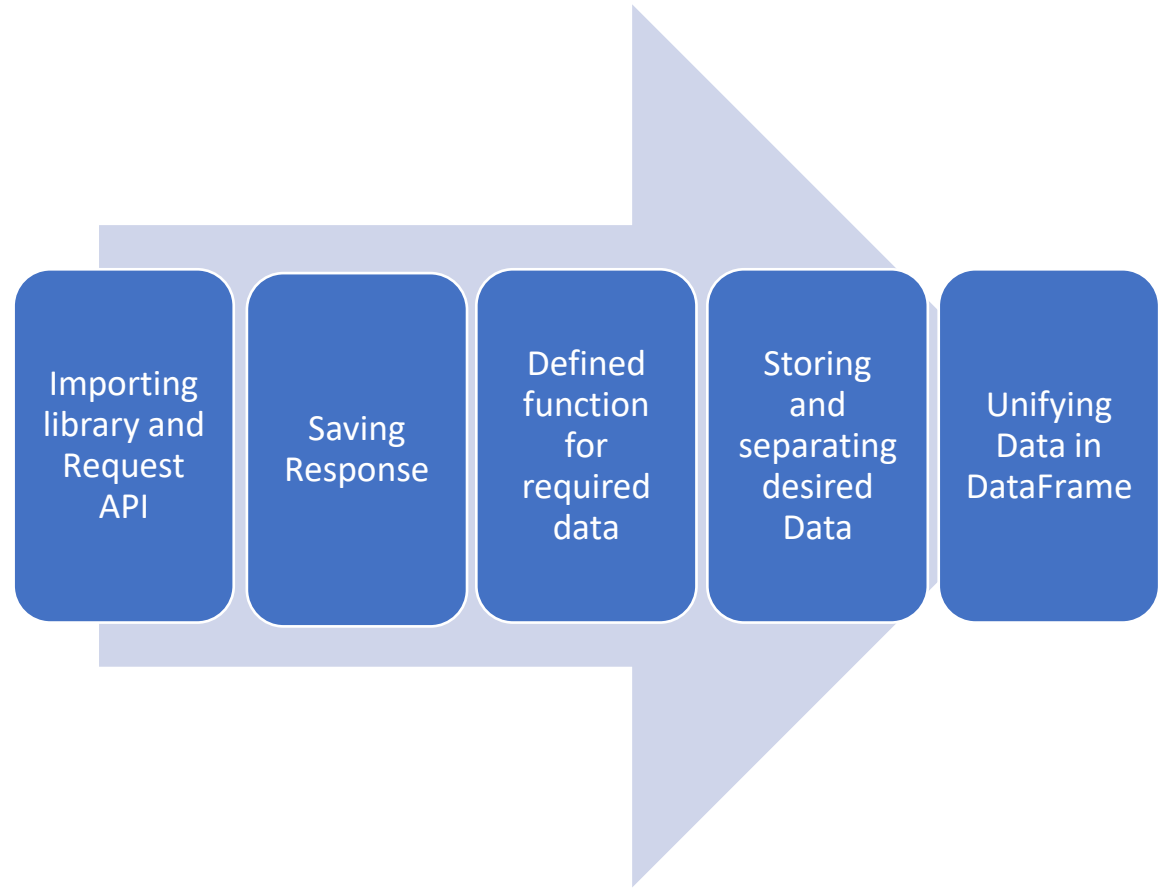 Importing
library and
Request
API
Saving
Response
Defined
function
for
required
data
Storing
and
separating
desired
Data
Unifying
Data in
DataFrame